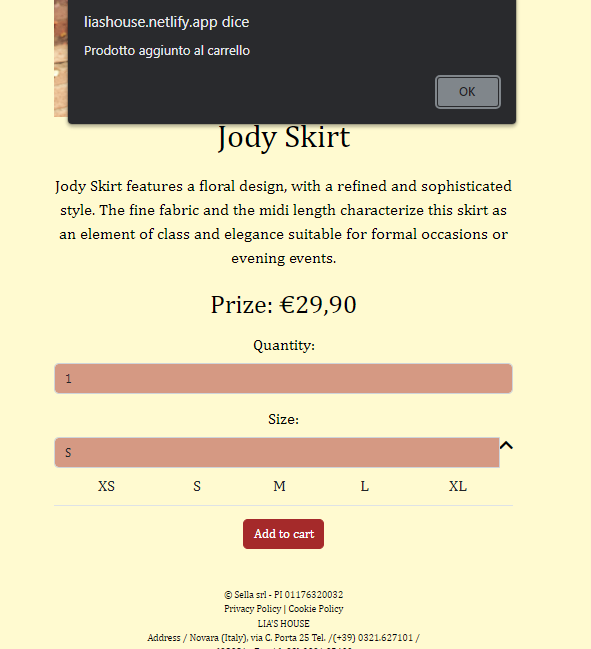 liashouse.netlify.app dice
Prodotto aggiunto al carrello
OK
Jody Skirt
Jody Skirt features a floral design, with a refined and sophisticated
style. The fine fabric and the midi length characterize this skirt as
an element of class and elegance suitable for formal occasions or
evening events.
Prize: €29,90
Quantity:
1
Size:
S
XS S M L XL
Add to cart
© Sella srl - PI 01176320032
Privacy Policy | Cookie Policy
LIA'S HOUSE
Address / Novara (Italy), via C. Porta 25 Tel. /(+39) 0321.627101 /